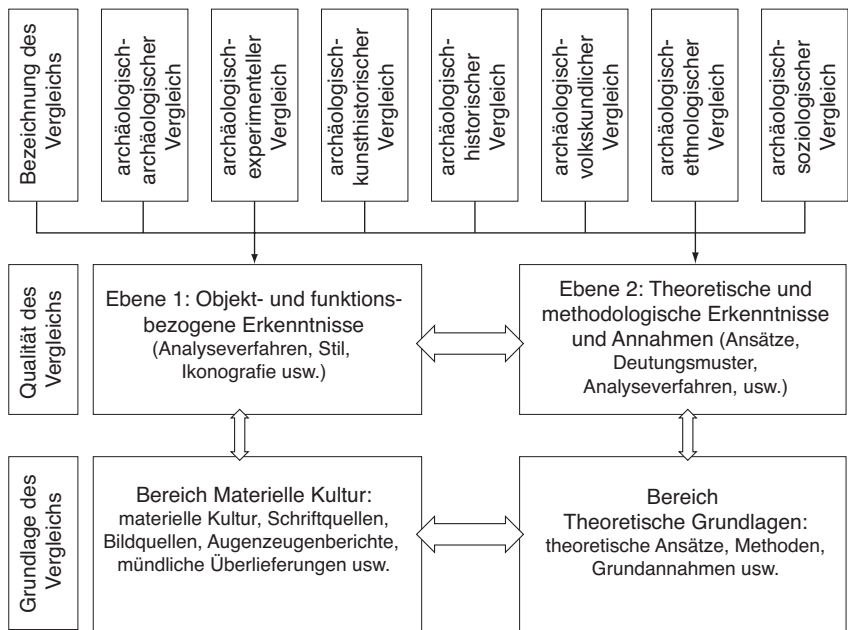 Bezeichnung des
Vergleichs
archäologisch-
archäologischer
Vergleich
archäologisch-
experimenteller
Vergleich
archäologisch-
kunsthistorischer
Vergleich
archäologisch-
historischer
Vergleich
archäologisch-
volkskundlicher
Vergleich
archäologisch-
ethnologischer
Vergleich
archäologisch-
soziologischer
Vergleich
Qualität des
Vergleichs
Ebene 1: Objekt- und funktions-
bezogene Erkenntnisse
(Analyseverfahren, Stil,
Ikonografie usw.)
Ebene 2: Theoretische und
methodologische Erkenntnisse
und Annahmen (Ansätze,
Deutungsmuster,
Analyseverfahren, usw.)
Grundlage des
Vergleichs
Bereich Materielle Kultur:
materielle Kultur, Schriftquellen,
Bildquellen, Augenzeugenberichte,
mündliche Überlieferungen usw.
Bereich
Theoretische Grundlagen:
theoretische Ansätze, Methoden,
Grundannahmen usw.